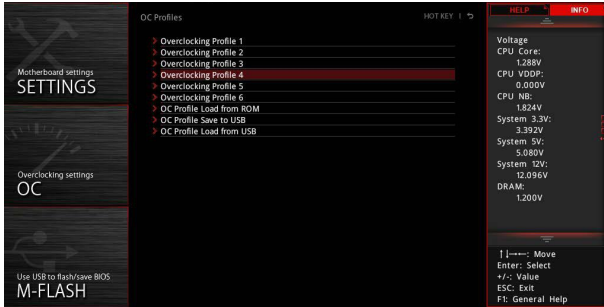 OC Profiles
HOT KEY
Overclocking Profile 1
Overclocking Profile 2
Overclocking Profile 3
Overclocking Profile 4
Overclocking Profile 5
Overclocking Profile 6
OC Profile Load from ROM
OC Profile Save to USB
OC Profile Load from USB
Motherboard settings
SETTINGS
Overclocking settings
OC
Use USB to flash/save BIOS
M-FLASH
HELP
INFO
Voltage
CPU Core:
1.288V
CPU VDDP:
0.000V
CPU NB:
1.824V
System 3.3V:
3.392V
System 5V:
5.080V
System 12V:
12.096V
DRAM:
1.200V
↑↓→←: Move
Enter: Select
+/-: Value
ESC: Exit
F1: General Help